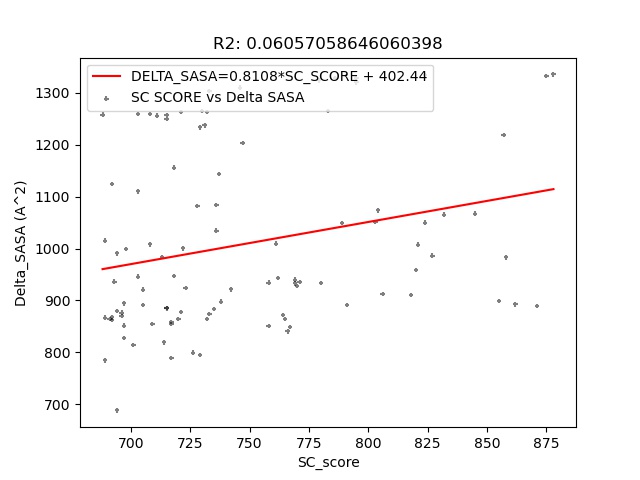 R2: 0.06057058646060398
DELTA_SASA=0.8108*SC_SCORE + 402.44
SC SCORE vs Delta SASA
1300
1200
1100
1000
900
800
700
Delta_SASA (A^2)
700 725 750 775 800 825 850 875
SC_score